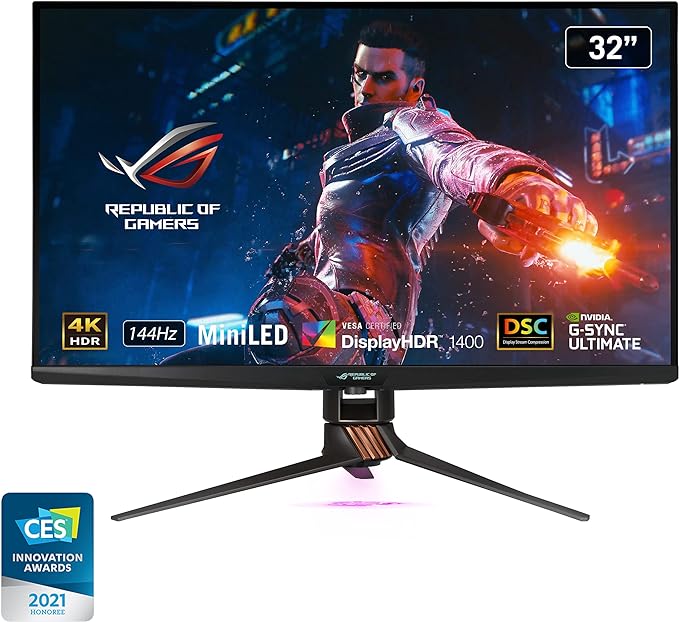 32”
REPUBLIC OF
GAMERS
4K
HDR
144Hz
MiniLED
VESA CERTIFIED
DisplayHDR™ 1400
DSC
Display Stream Compression
NVIDIA.
G-SYNC®
ULTIMATE
REPUBLIC OF
GAMERS
CES®
INNOVATION
AWARDS
2021
HONOREE